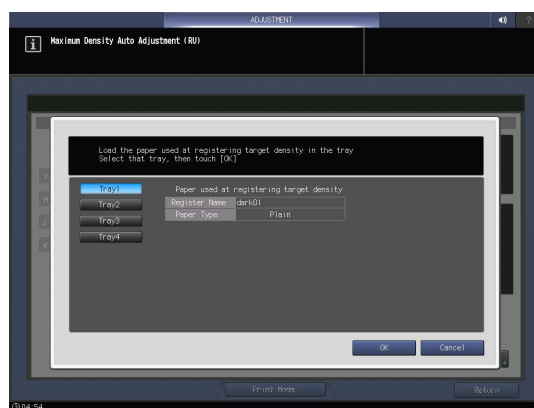 ADJUSTMENT
?
i
Maximum Density Auto Adjustment (RU)
Load the paper used at registering target density in the tray
Select that tray, then touch [OK]
Y
M
C
K
Tray1
Paper used at registering target density
Tray2
Register Name dark01
Tray3
Paper Type Plain
Tray4
OK
Cancel
Print Mode
Return
04:54